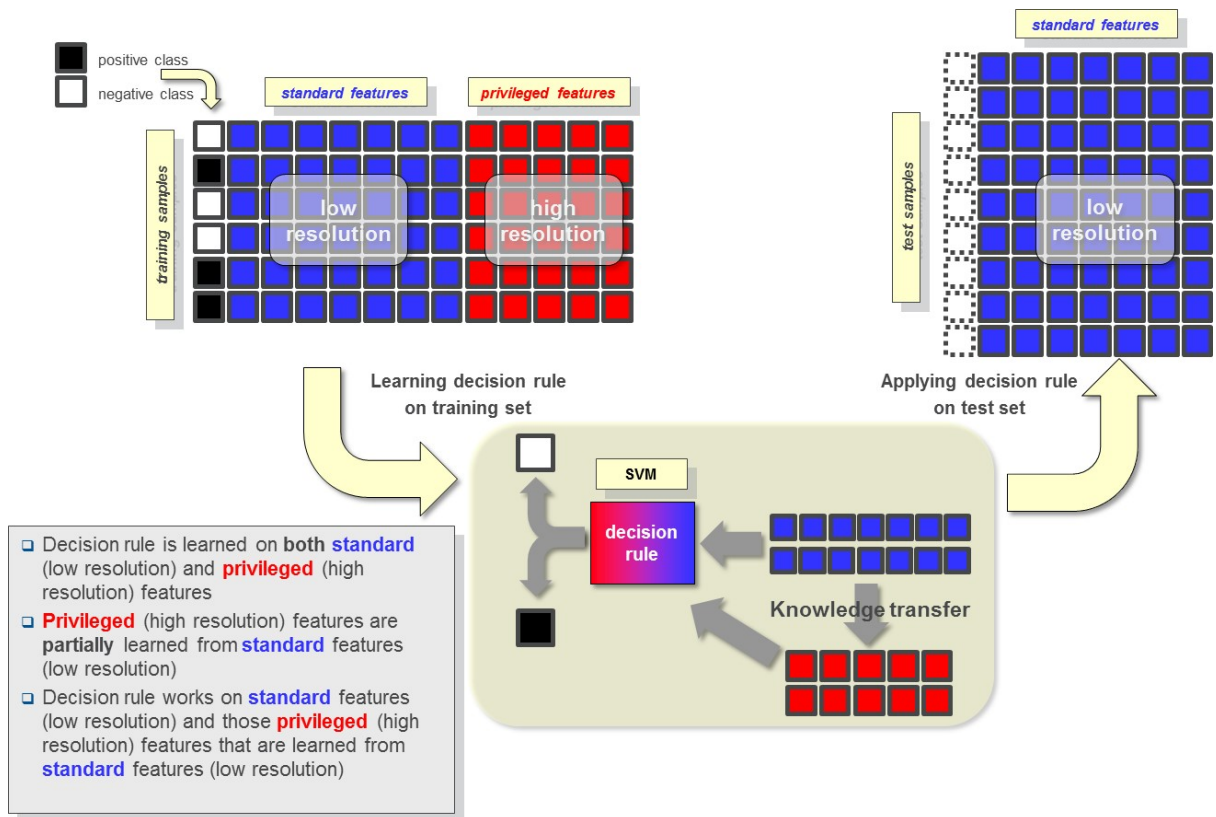 standard features
positive class
negative class
standard features
privileged features
training samples
low
resolution
high
resolution
test samples
low
resolution
Learning decision rule
on training set
Applying decision rule
on test set
SVM
decision
rule
Knowledge transfer
Decision rule is learned on both standard
(low resolution) and privileged (high
resolution) features
Privileged (high resolution) features are
partially learned from standard features
(low resolution)
Decision rule works on standard features
(low resolution) and those privileged (high
resolution) features that are learned from
standard features (low resolution)